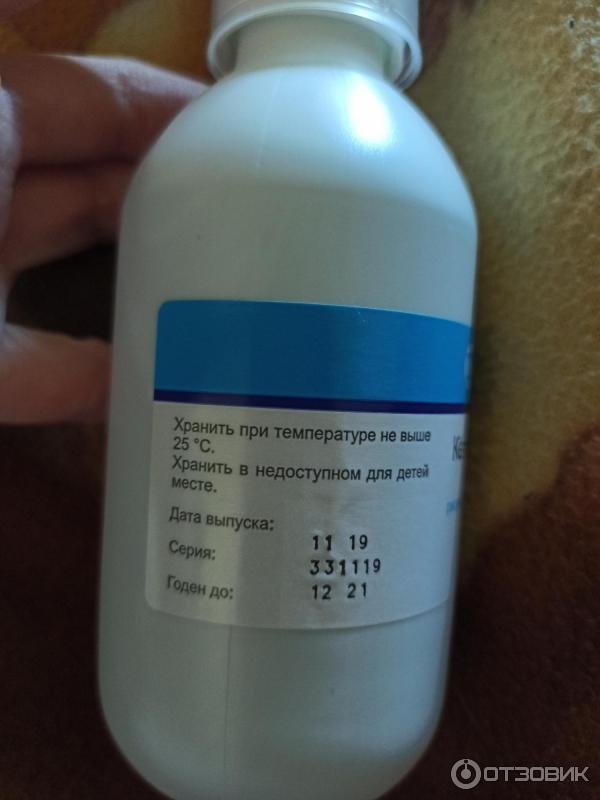 Хранить при температуре не выше
25 °C.
Хранить в недоступном для детей
месте.
Дата выпуска: 11 19
Серия: 331119
Годен до: 12 21
ОТЗОВИК